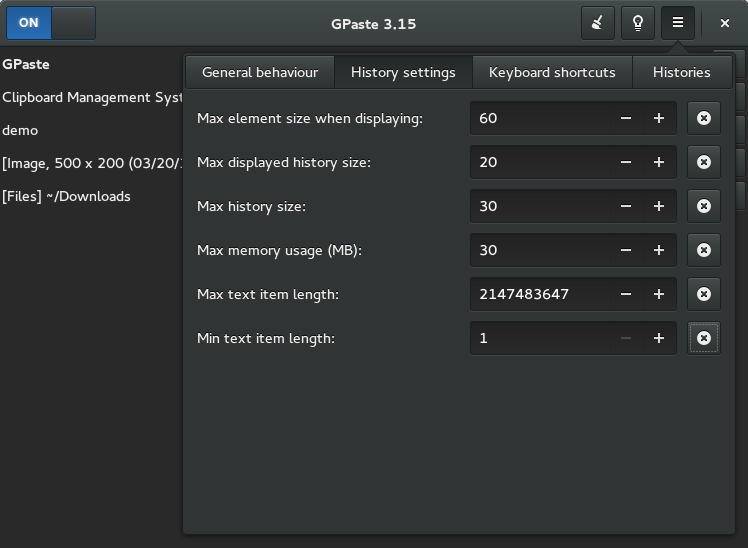 ON
GPaste 3.15
GPaste
Clipboard Management Syst
demo
[Image, 500 x 200 (03/20/
[Files] ~/Downloads
General behaviour
History settings
Keyboard shortcuts
Histories
Max element size when displaying: 60
Max displayed history size: 20
Max history size: 30
Max memory usage (MB): 30
Max text item length: 2147483647
Min text item length: 1